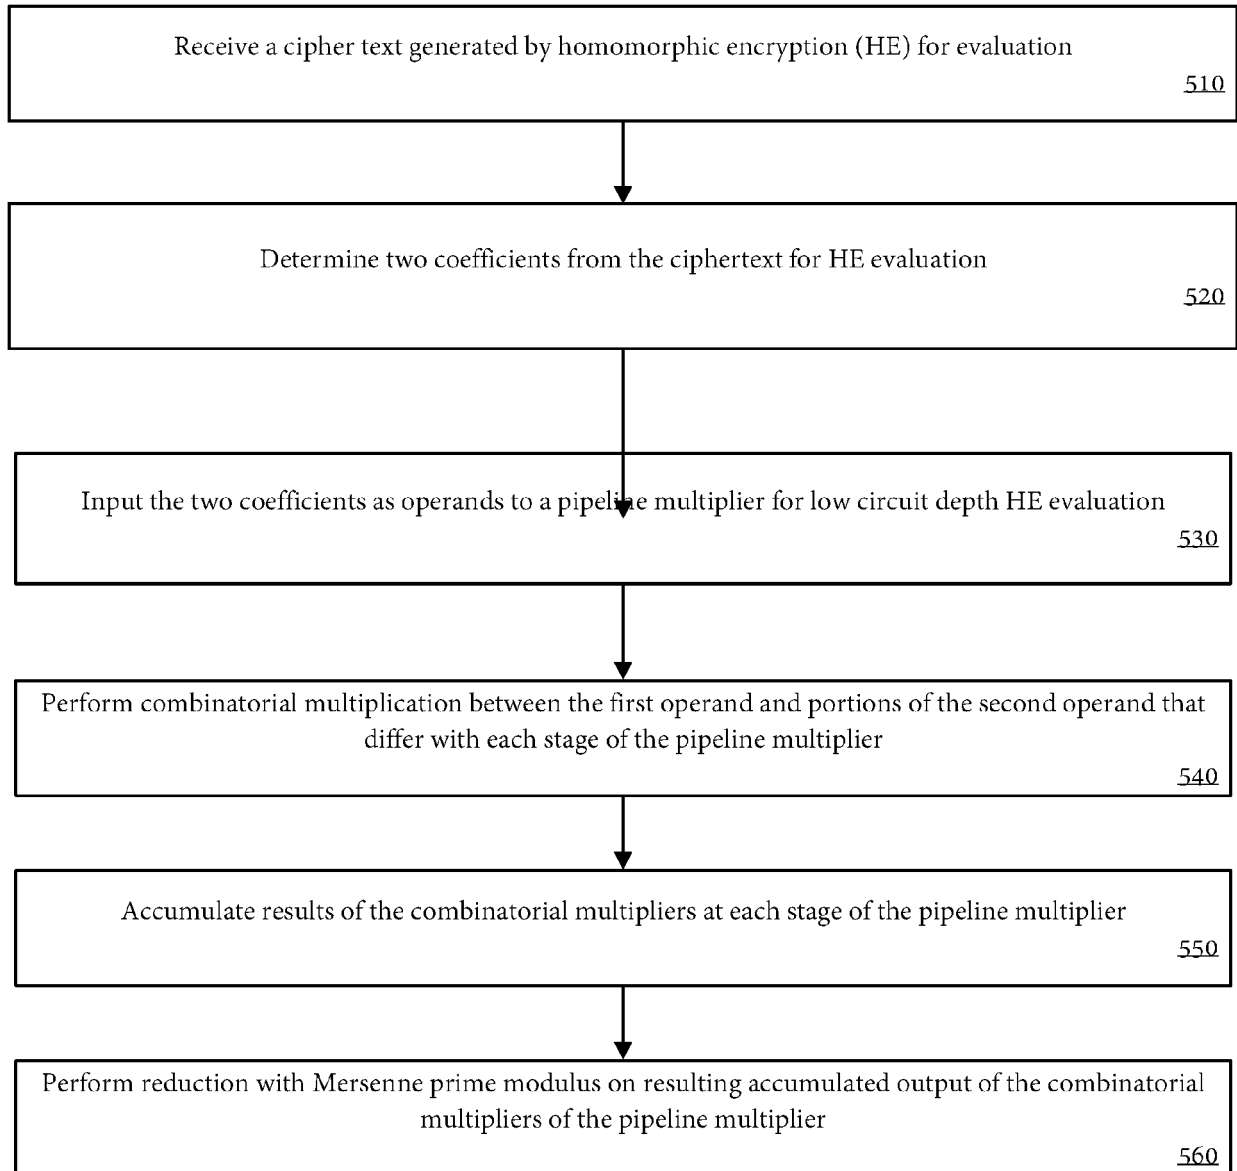 Receive a cipher text generated by homomorphic encryption (HE) for evaluation
510
Determine two coefficients from the ciphertext for HE evaluation
520
Input the two coefficients as operands to a pipeline multiplier for low circuit depth HE evaluation
530
Perform combinatorial multiplication between the first operand and portions of the second operand that
differ with each stage of the pipeline multiplier
540
Accumulate results of the combinatorial multipliers at each stage of the pipeline multiplier
550
Perform reduction with Mersenne prime modulus on resulting accumulated output of the combinatorial
multipliers of the pipeline multiplier
560